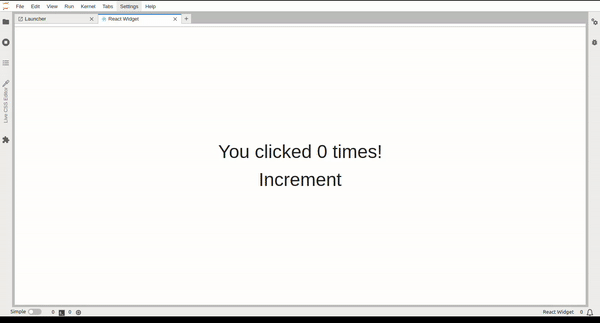 File Edit View Run Kernel Tabs Settings Help
Launcher React Widget
Live CSS Editor
You clicked 0 times!
Increment
Simple 0 0 React Widget 0